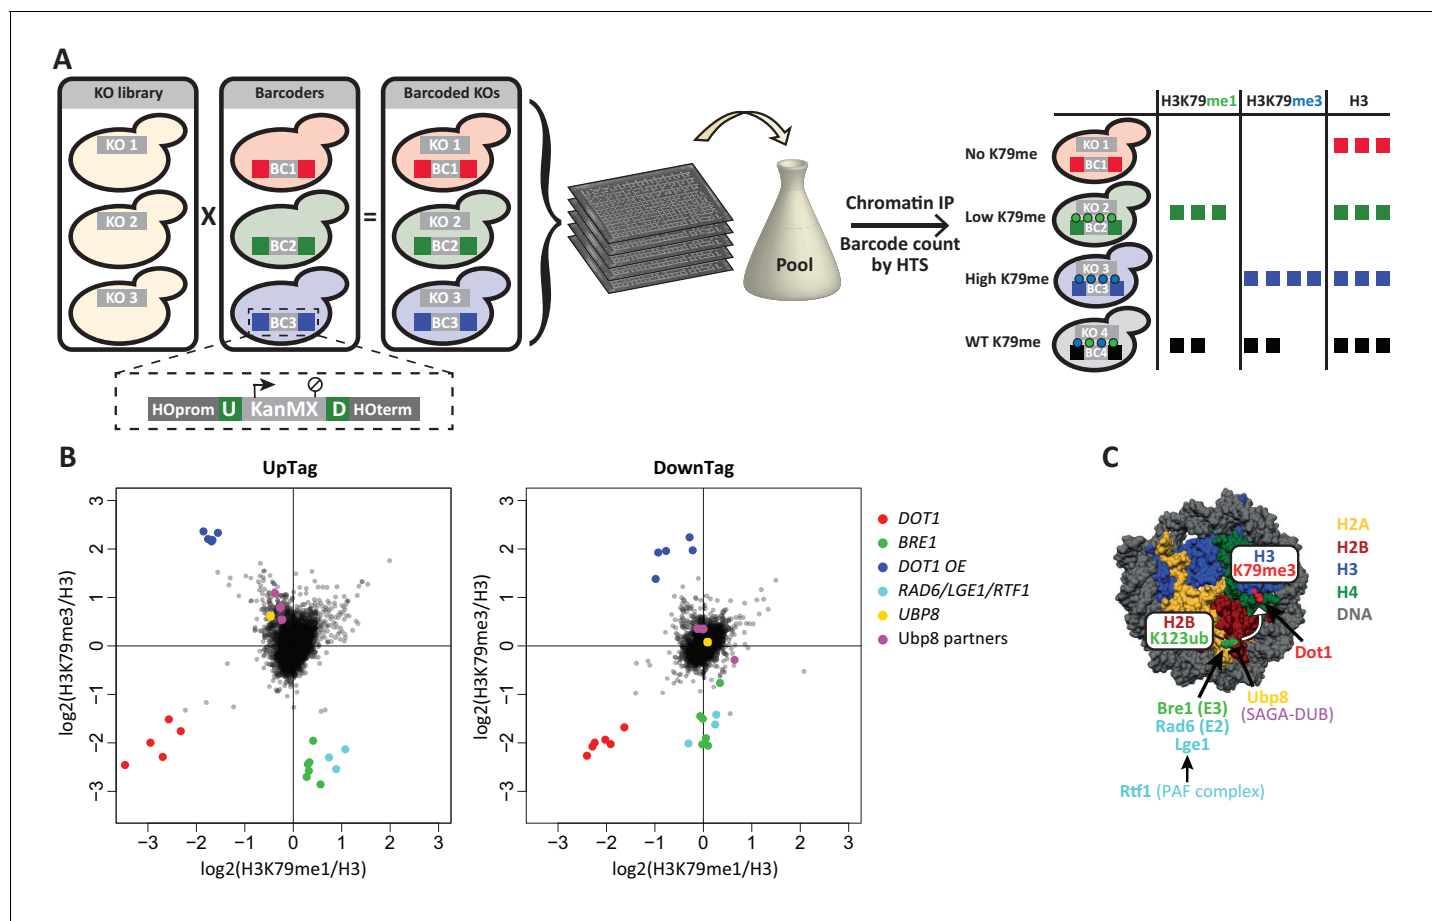 A
KO library
Barcoders
Barcoded KOs
KO 1
BC1
KO 1
BC1
KO 2
X
BC2
=
KO 2
BC2
KO 3
BC3
KO 3
BC3
HOprom U KanMX D HOterm
Pool
Chromatin IP
Barcode count
by HTS
H3K79me1 H3K79me3 H3
No K79me
KO 1
BC1
Low K79me
KO 2
BC2
High K79me
KO 3
BC3
WT K79me
KO 4
BC4
B
UpTag
log2(H3K79me3/H3)
3
2
1
0
−1
−2
−3
−3 −2 −1 0 1 2 3
log2(H3K79me1/H3)
DownTag
log2(H3K79me3/H3)
3
2
1
0
−1
−2
−3
−3 −2 −1 0 1 2 3
log2(H3K79me1/H3)
DOT1
BRE1
DOT1 OE
RAD6/LGE1/RTF1
UBP8
Ubp8 partners
C
H3
K79me3
H2B
K123ub
H2A
H2B
H3
H4
DNA
Dot1
Ubp8
(SAGA-DUB)
Bre1 (E3)
Rad6 (E2)
Lge1
Rtf1 (PAF complex)